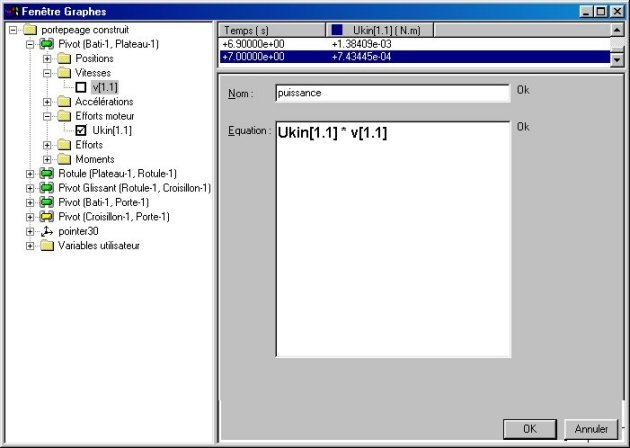 Fenêtre Graphes
portepeage construit
Pivot (Bati-1, Plateau-1)
Positions
Vitesses
v[1.1]
Accélérations
Efforts moteur
Ukin[1.1]
Efforts
Moments
Rotule (Plateau-1, Rotule-1)
Pivot Glissant (Rotule-1, Croisillon-1)
Pivot (Bati-1, Porte-1)
Pivot (Croisillon-1, Porte-1)
pointer30
Variables utilisateur
Temps ( s) Ukin[1.1] ( N.m)
+6.90000e+00 +1.38409e-03
+7.00000e+00 +7.43445e-04
Nom : puissance Ok
Equation : Ukin[1.1] * v[1.1] Ok
OK Annuler